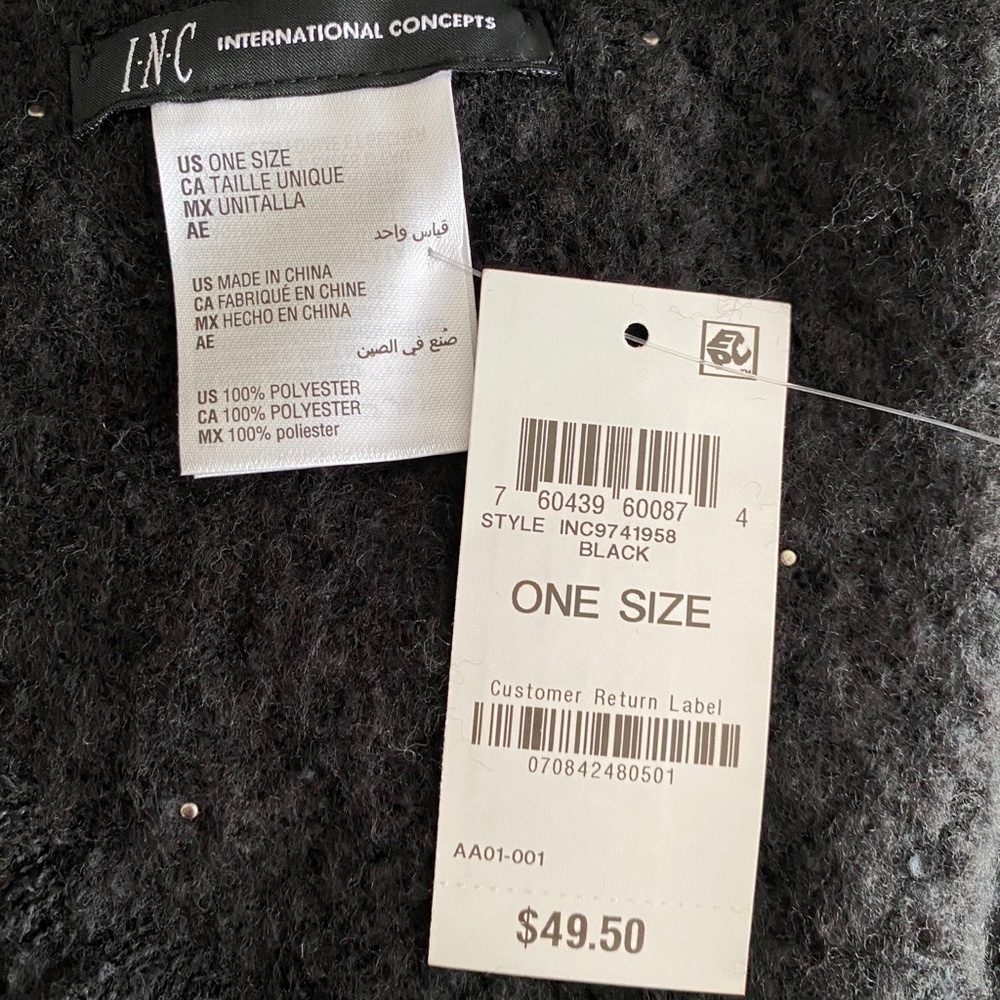 I·N·C INTERNATIONAL CONCEPTS
US ONE SIZE
CA TAILLE UNIQUE
MX UNITALLA
AE قياس واحد
US MADE IN CHINA
CA FABRIQUÉ EN CHINE
MX HECHO EN CHINA
AE صُنع في الصين
US 100% POLYESTER
CA 100% POLYESTER
MX 100% poliester
7 60439 60087 4
STYLE INC9741958
BLACK
ONE SIZE
Customer Return Label
070842480501
AA01-001
$49.50